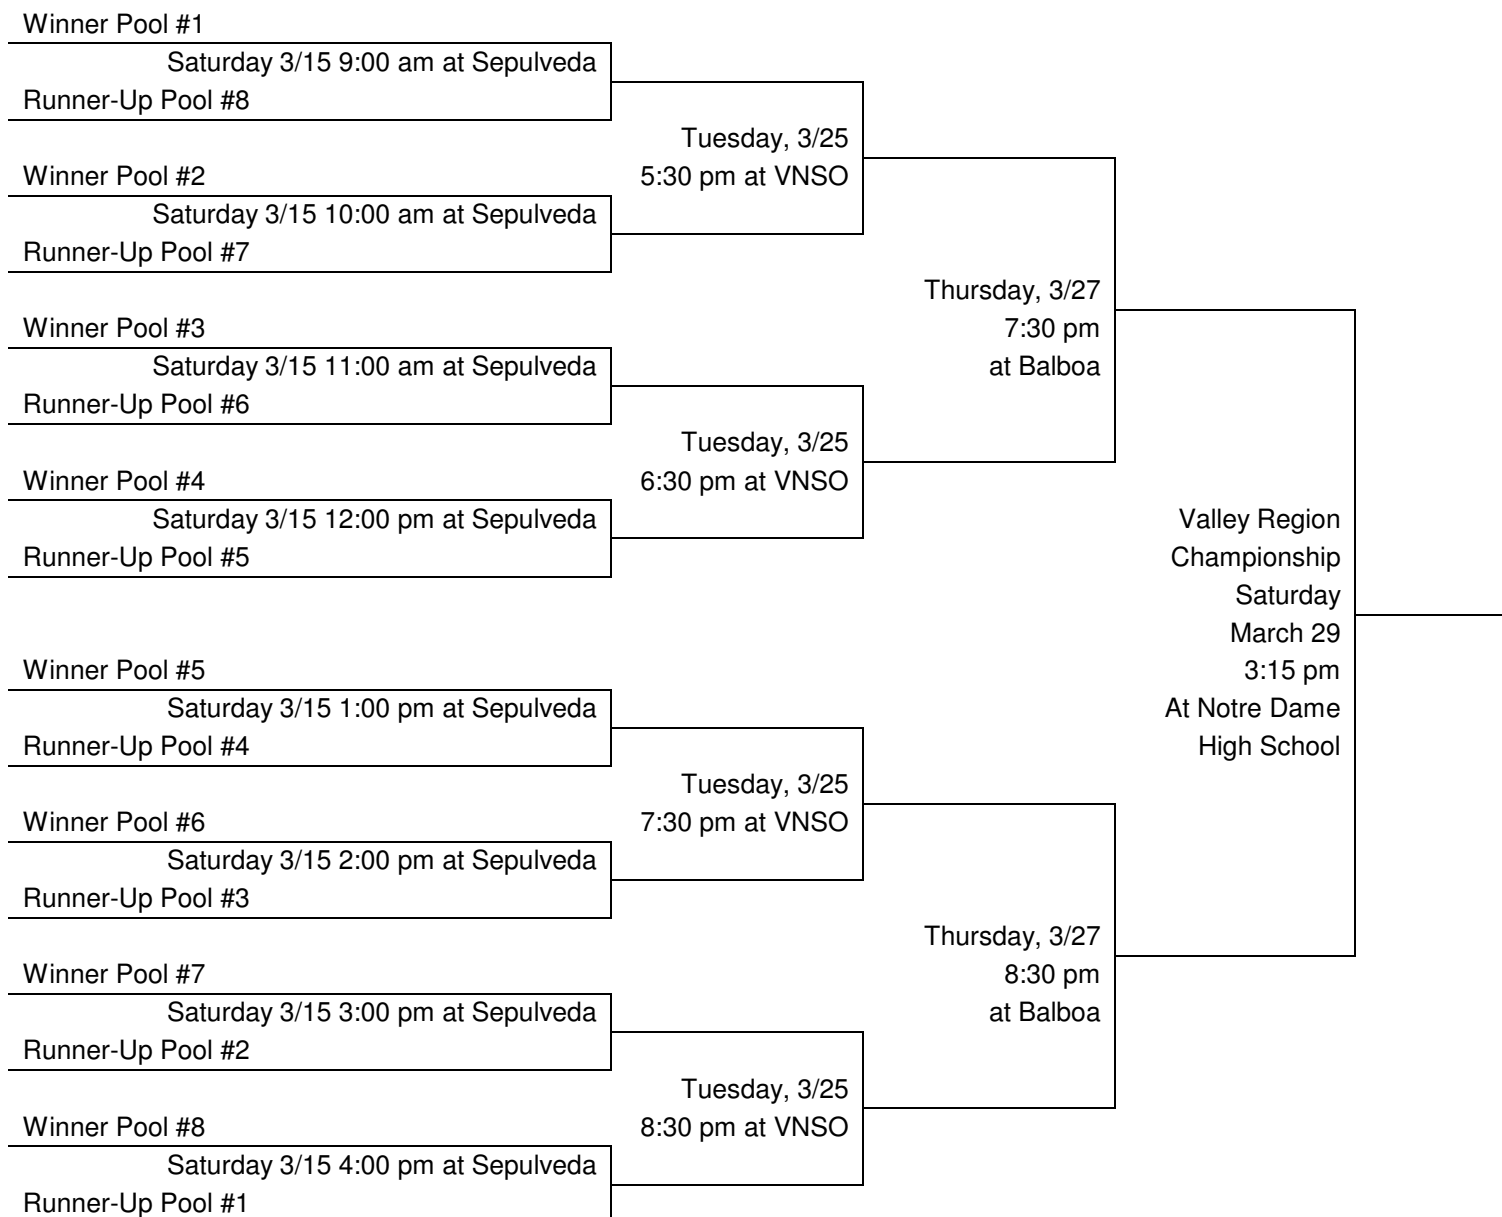 Winner Pool #1
Saturday 3/15 9:00 am at Sepulveda
Runner-Up Pool #8
Tuesday, 3/25
5:30 pm at VNSO
Winner Pool #2
Saturday 3/15 10:00 am at Sepulveda
Runner-Up Pool #7
Thursday, 3/27
7:30 pm
at Balboa
Winner Pool #3
Saturday 3/15 11:00 am at Sepulveda
Runner-Up Pool #6
Tuesday, 3/25
6:30 pm at VNSO
Winner Pool #4
Saturday 3/15 12:00 pm at Sepulveda
Runner-Up Pool #5
Valley Region
Championship
Saturday
March 29
3:15 pm
At Notre Dame
High School
Winner Pool #5
Saturday 3/15 1:00 pm at Sepulveda
Runner-Up Pool #4
Tuesday, 3/25
7:30 pm at VNSO
Winner Pool #6
Saturday 3/15 2:00 pm at Sepulveda
Runner-Up Pool #3
Thursday, 3/27
8:30 pm
at Balboa
Winner Pool #7
Saturday 3/15 3:00 pm at Sepulveda
Runner-Up Pool #2
Tuesday, 3/25
8:30 pm at VNSO
Winner Pool #8
Saturday 3/15 4:00 pm at Sepulveda
Runner-Up Pool #1